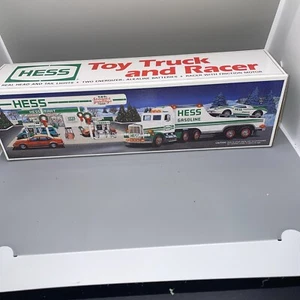 HESS
Toy Truck
and Racer
REAL HEAD AND TAIL LIGHTS • TWO ENERGIZER ALKALINE BATTERIES • RACER WITH FRICTION MOTOR
HESS
HESS
GASOLINE